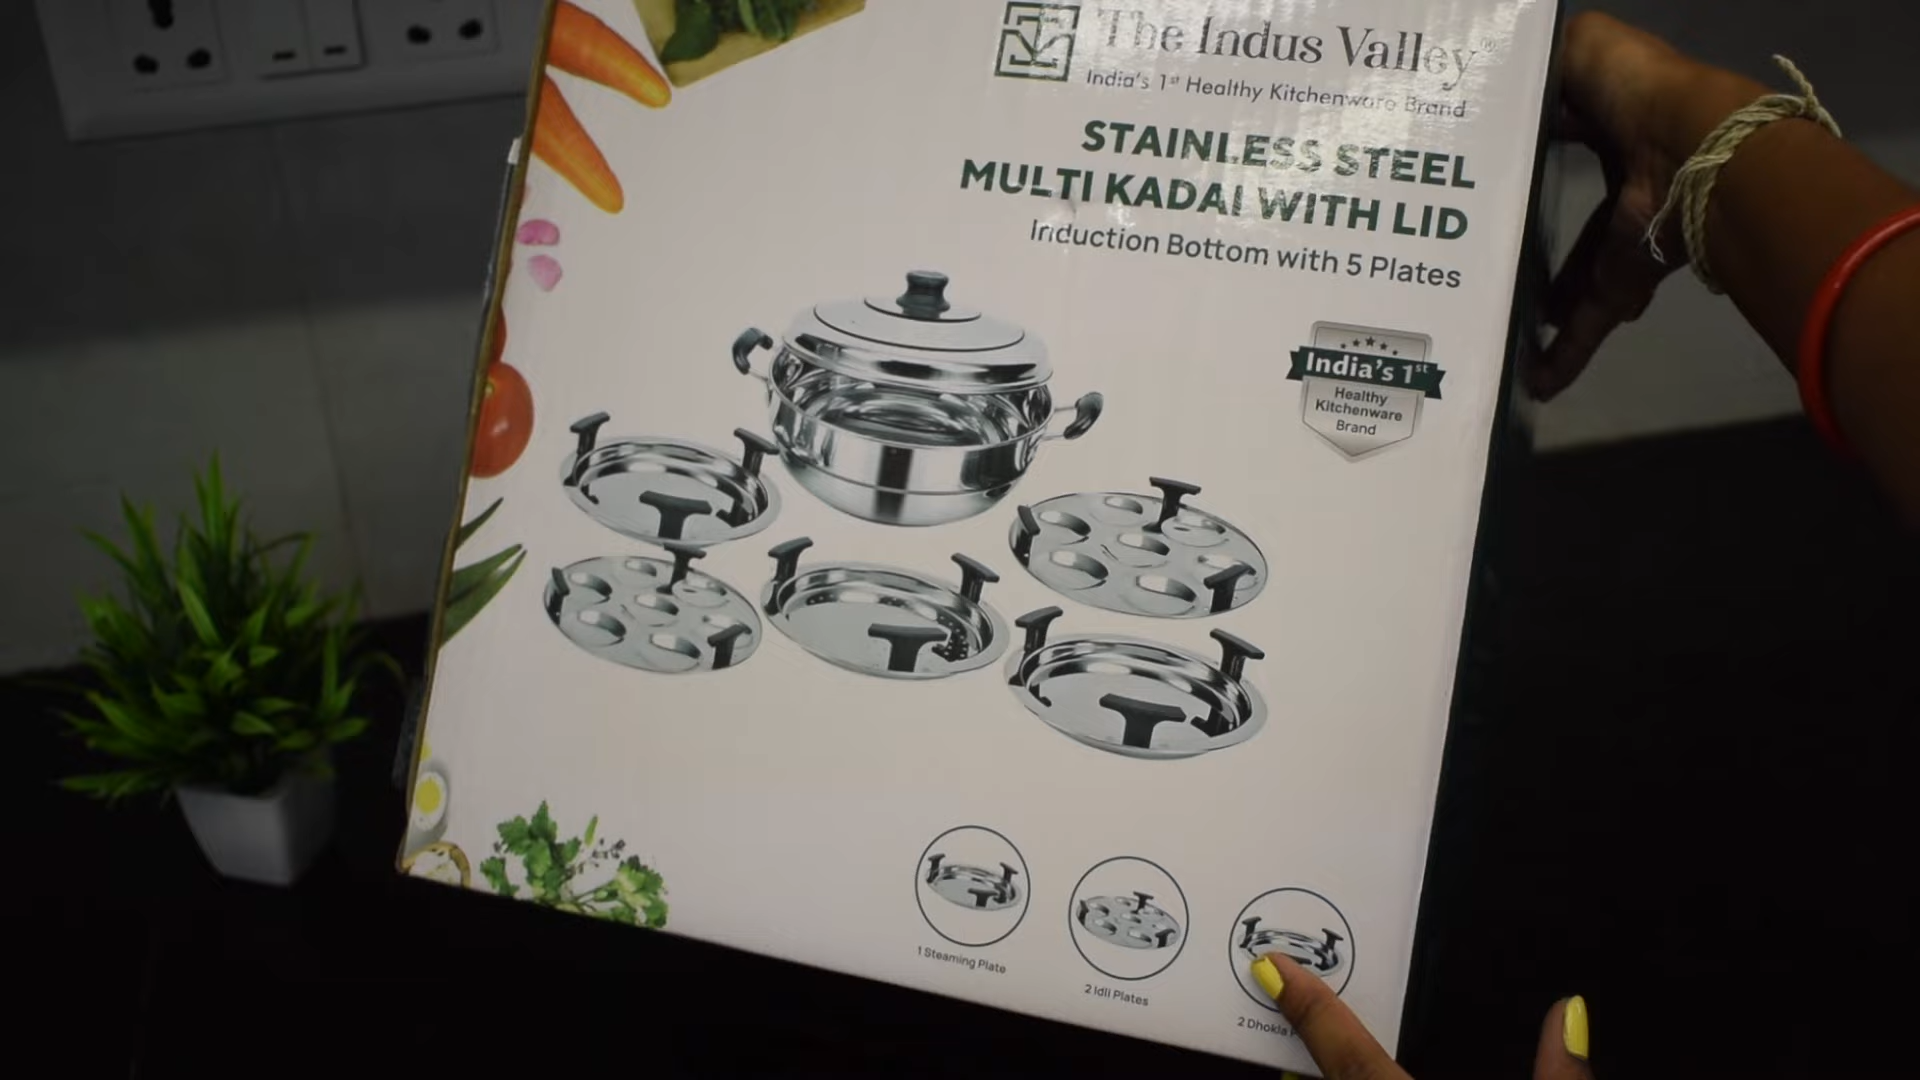 The Indus Valley®
India's 1st Healthy Kitchenware Brand
STAINLESS STEEL
MULTI KADAI WITH LID
Induction Bottom with 5 Plates
India's 1st
Healthy
Kitchenware
Brand
1 Steaming Plate
2 Idli Plates
2 Dhokla